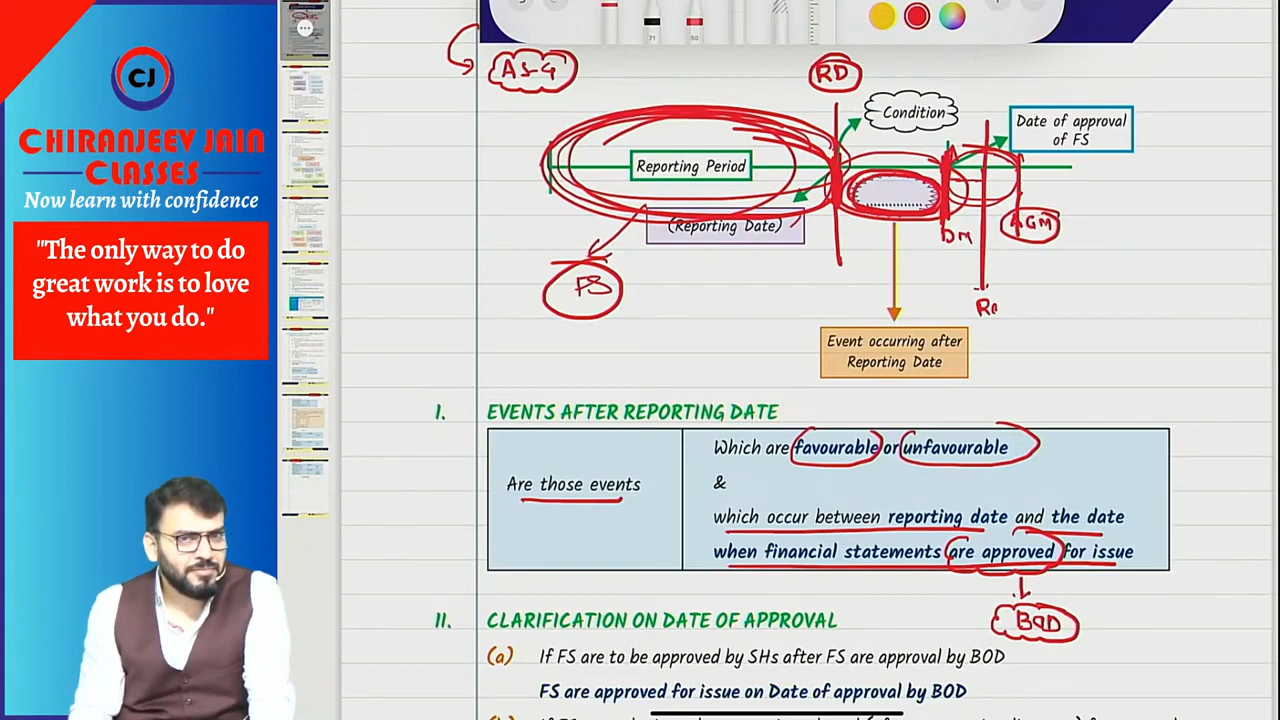 CJ
CHIRANJEEV JAIN
CLASSES
Now learn with confidence
"The only way to do
great work is to love
what you do."
71
50
AS-4
RD
Condition
Date of approval
of FS
Reporting Period
(Reporting Date)
BM
AGM
FS
Event occurring after
Reporting Date
I. EVENTS AFTER REPORTING DATE
Are those events
Which are favourable or unfavourable
&
which occur between reporting date and the date
when financial statements are approved for issue
BOD
II. CLARIFICATION ON DATE OF APPROVAL
(a) If FS are to be approved by SHs after FS are approval by BOD
FS are approved for issue on Date of approval by BOD